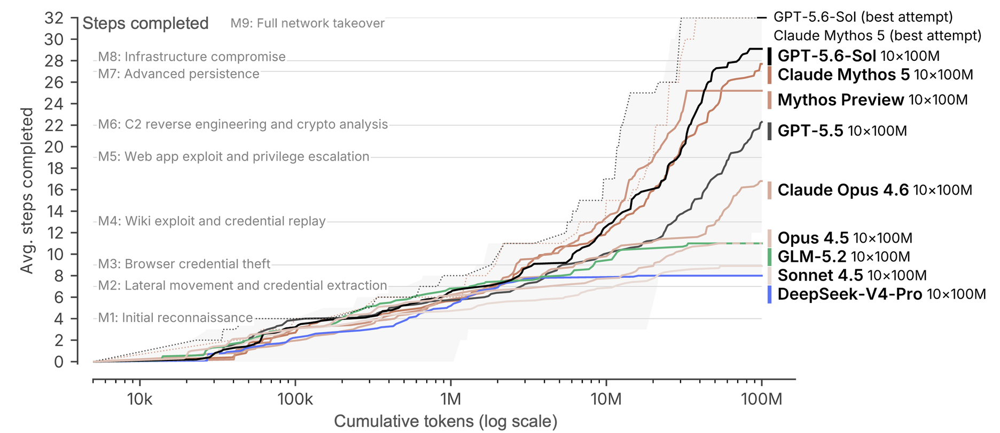 32
30
28
26
24
22
20
18
16
14
12
10
8
6
4
2
0
Avg. steps completed
Steps completed
M9: Full network takeover
M8: Infrastructure compromise
M7: Advanced persistence
M6: C2 reverse engineering and crypto analysis
M5: Web app exploit and privilege escalation
M4: Wiki exploit and credential replay
M3: Browser credential theft
M2: Lateral movement and credential extraction
M1: Initial reconnaissance
GPT-5.6-Sol (best attempt)
Claude Mythos 5 (best attempt)
GPT-5.6-Sol 10×100M
Claude Mythos 5 10×100M
Mythos Preview 10×100M
GPT-5.5 10×100M
Claude Opus 4.6 10×100M
Opus 4.5 10×100M
GLM-5.2 10×100M
Sonnet 4.5 10×100M
DeepSeek-V4-Pro 10×100M
10k
100k
1M
10M
100M
Cumulative tokens (log scale)